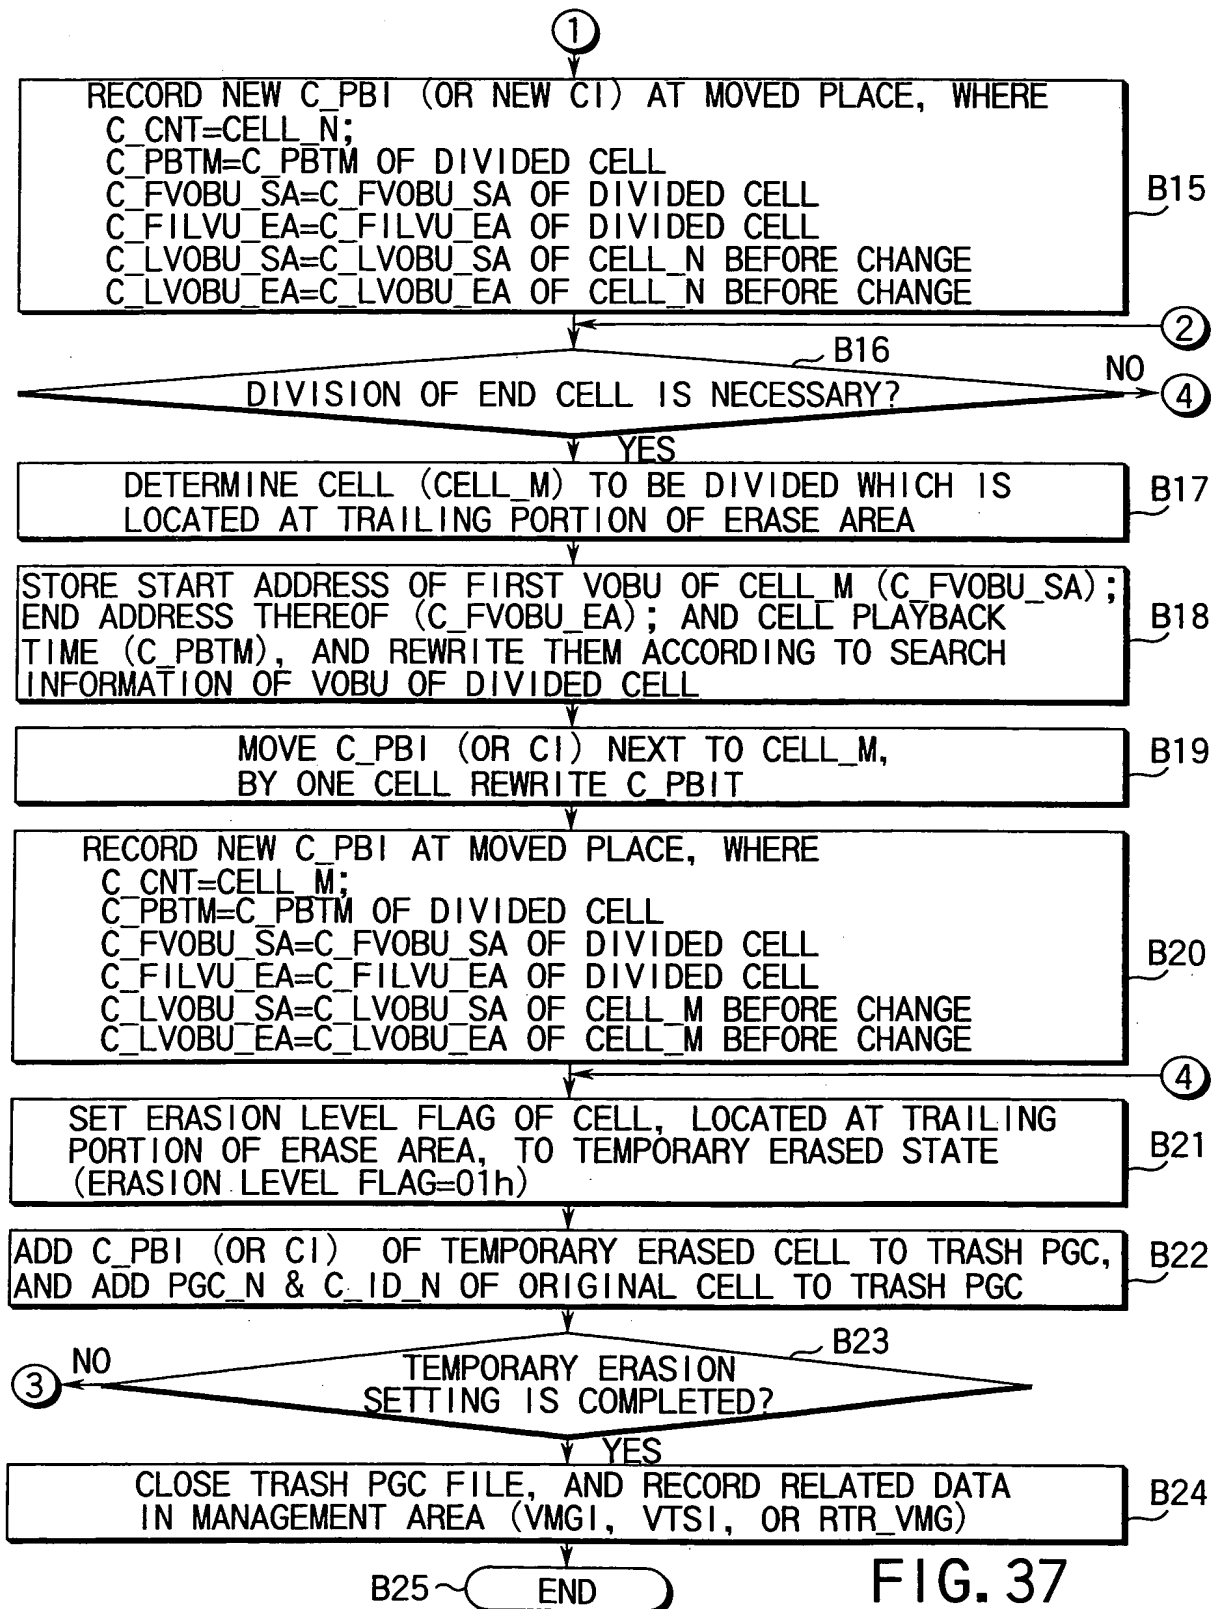 1
RECORD NEW C_PBI (OR NEW CI) AT MOVED PLACE, WHERE
C_CNT=CELL_N;
C_PBTM=C_PBTM OF DIVIDED CELL
C_FVOBU_SA=C_FVOBU_SA OF DIVIDED CELL
C_FILVU_EA=C_FILVU_EA OF DIVIDED CELL
C_LVOBU_SA=C_LVOBU_SA OF CELL_N BEFORE CHANGE
C_LVOBU_EA=C_LVOBU_EA OF CELL_N BEFORE CHANGE
B15
2
B16
DIVISION OF END CELL IS NECESSARY?
NO
4
YES
DETERMINE CELL (CELL_M) TO BE DIVIDED WHICH IS
LOCATED AT TRAILING PORTION OF ERASE AREA
B17
STORE START ADDRESS OF FIRST VOBU OF CELL_M (C_FVOBU_SA);
END ADDRESS THEREOF (C_FVOBU_EA); AND CELL PLAYBACK
TIME (C_PBTM), AND REWRITE THEM ACCORDING TO SEARCH
INFORMATION OF VOBU OF DIVIDED CELL
B18
MOVE C_PBI (OR CI) NEXT TO CELL_M,
BY ONE CELL REWRITE C_PBIT
B19
RECORD NEW C_PBI AT MOVED PLACE, WHERE
C_CNT=CELL_M;
C_PBTM=C_PBTM OF DIVIDED CELL
C_FVOBU_SA=C_FVOBU_SA OF DIVIDED CELL
C_FILVU_EA=C_FILVU_EA OF DIVIDED CELL
C_LVOBU_SA=C_LVOBU_SA OF CELL_M BEFORE CHANGE
C_LVOBU_EA=C_LVOBU_EA OF CELL_M BEFORE CHANGE
B20
4
SET ERASION LEVEL FLAG OF CELL, LOCATED AT TRAILING
PORTION OF ERASE AREA, TO TEMPORARY ERASED STATE
(ERASION LEVEL FLAG=01h)
B21
ADD C_PBI (OR CI) OF TEMPORARY ERASED CELL TO TRASH PGC,
AND ADD PGC_N & C_ID_N OF ORIGINAL CELL TO TRASH PGC
B22
B23
NO
3
TEMPORARY ERASION
SETTING IS COMPLETED?
YES
CLOSE TRASH PGC FILE, AND RECORD RELATED DATA
IN MANAGEMENT AREA (VMGI, VTSI, OR RTR_VMG)
B24
B25
END
FIG. 37